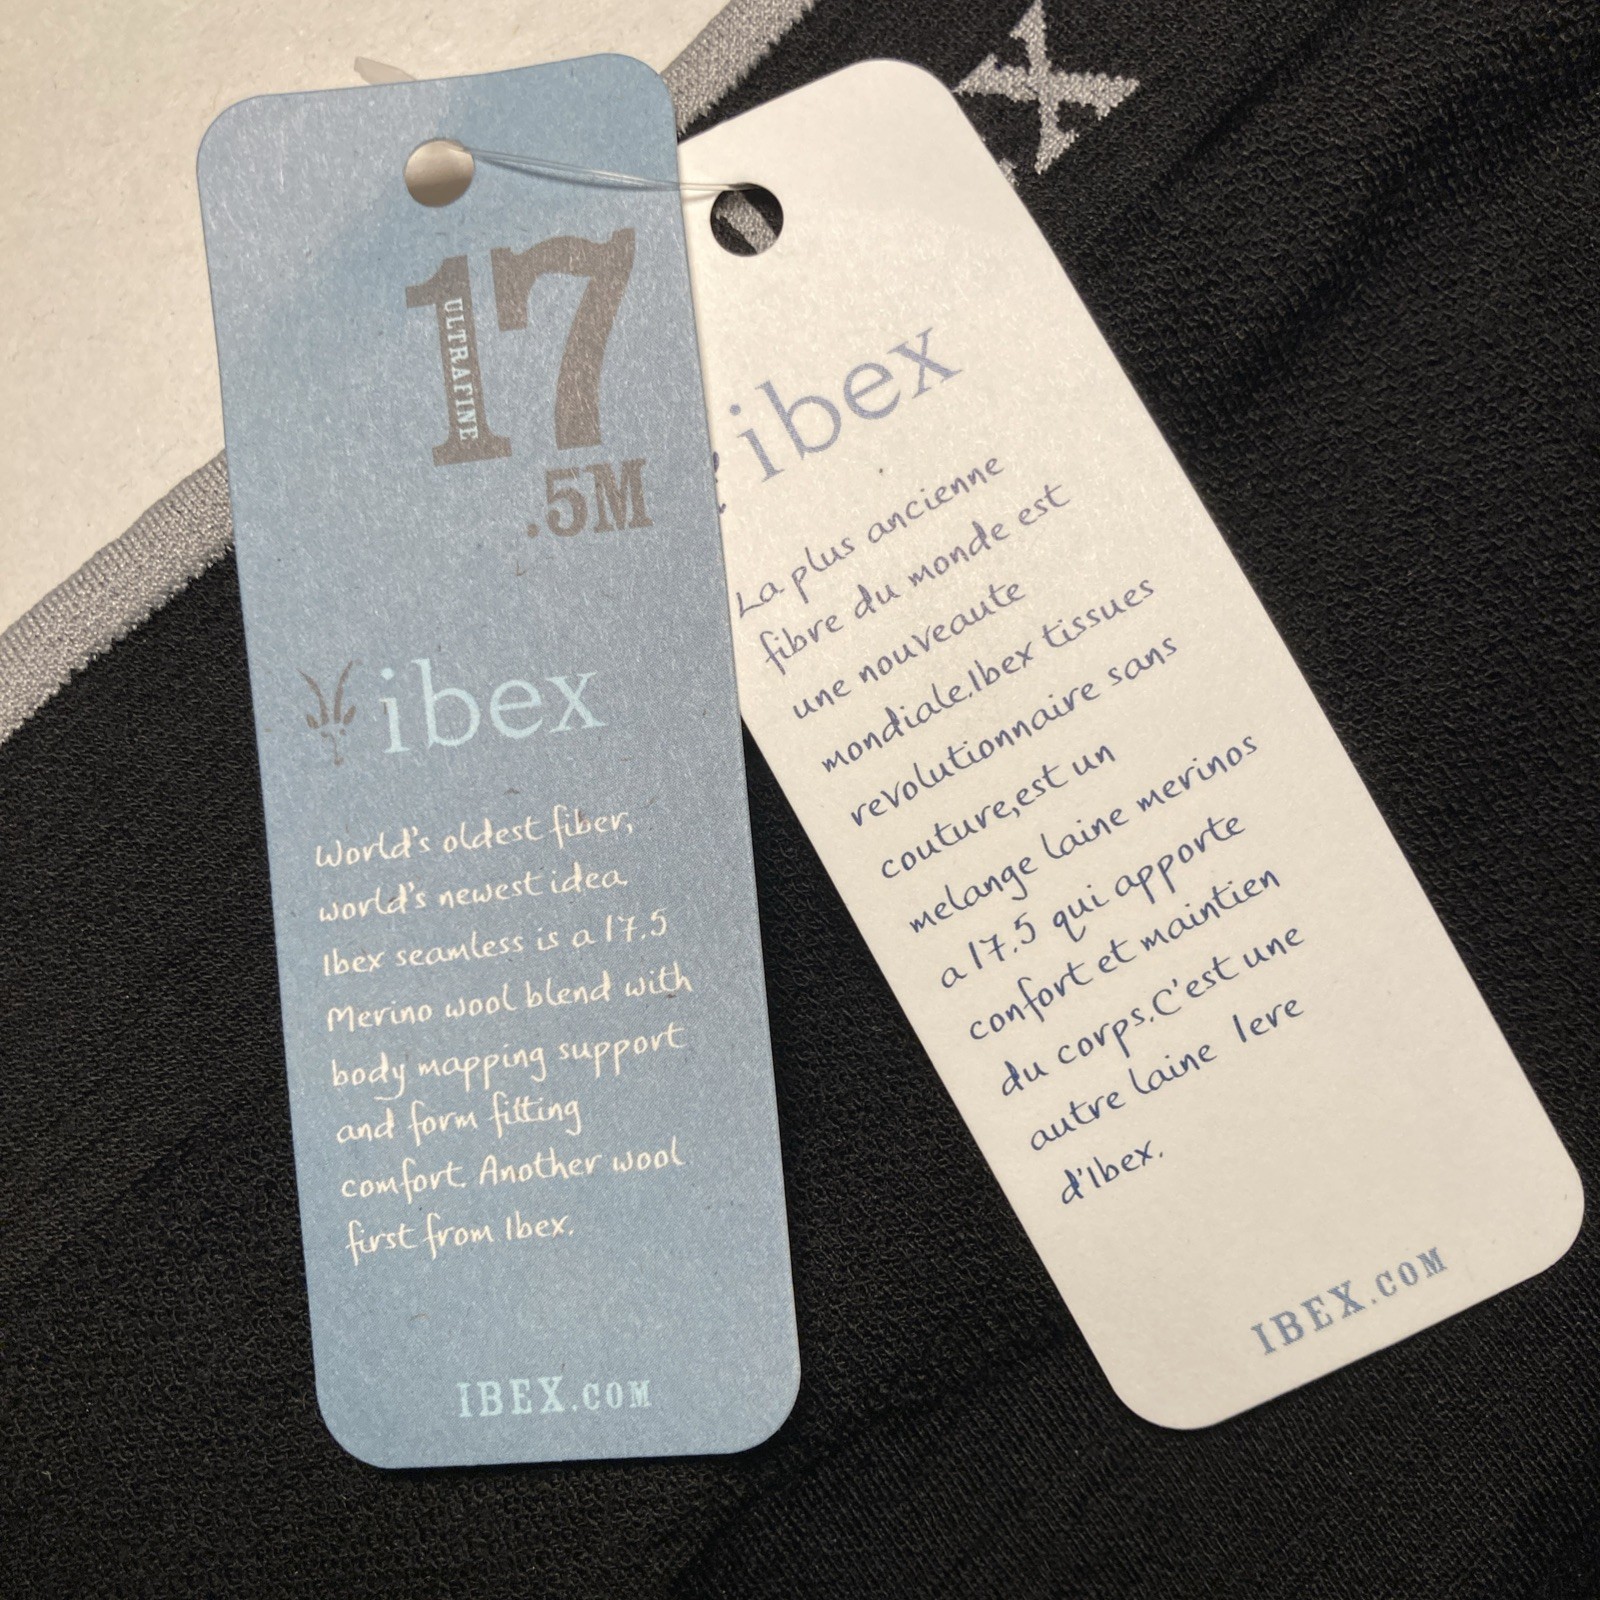 17
ULTRAFINE
.5M
ibex
World's oldest fiber,
world's newest idea.
Ibex seamless is a 17.5
Merino wool blend with
body mapping support
and form fitting
comfort. Another wool
first from Ibex.
IBEX.COM
ibex
La plus ancienne
fibre du monde est
une nouveaute
mondiale.Ibex tissues
revolutionnaire sans
couture,est un
melange laine merinos
a 17.5 qui apporte
confort et maintien
du corps.C'est une
autre laine lere
d'Ibex.
IBEX.COM
X